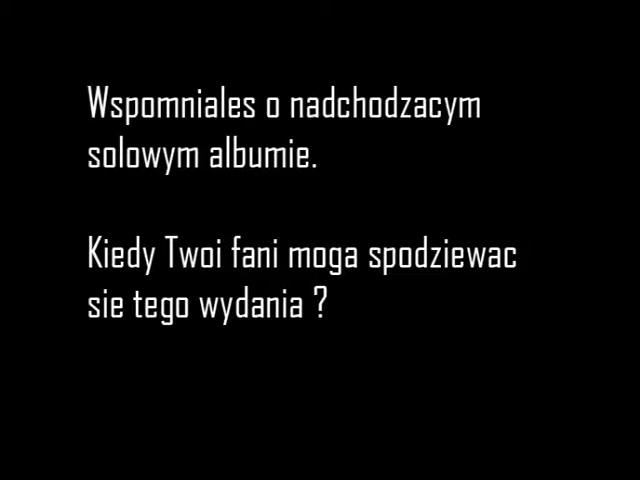 Wspomniales o nadchodzacym
solowym albumie.
Kiedy Twoi fani moga spodziewac
sie tego wydania ?